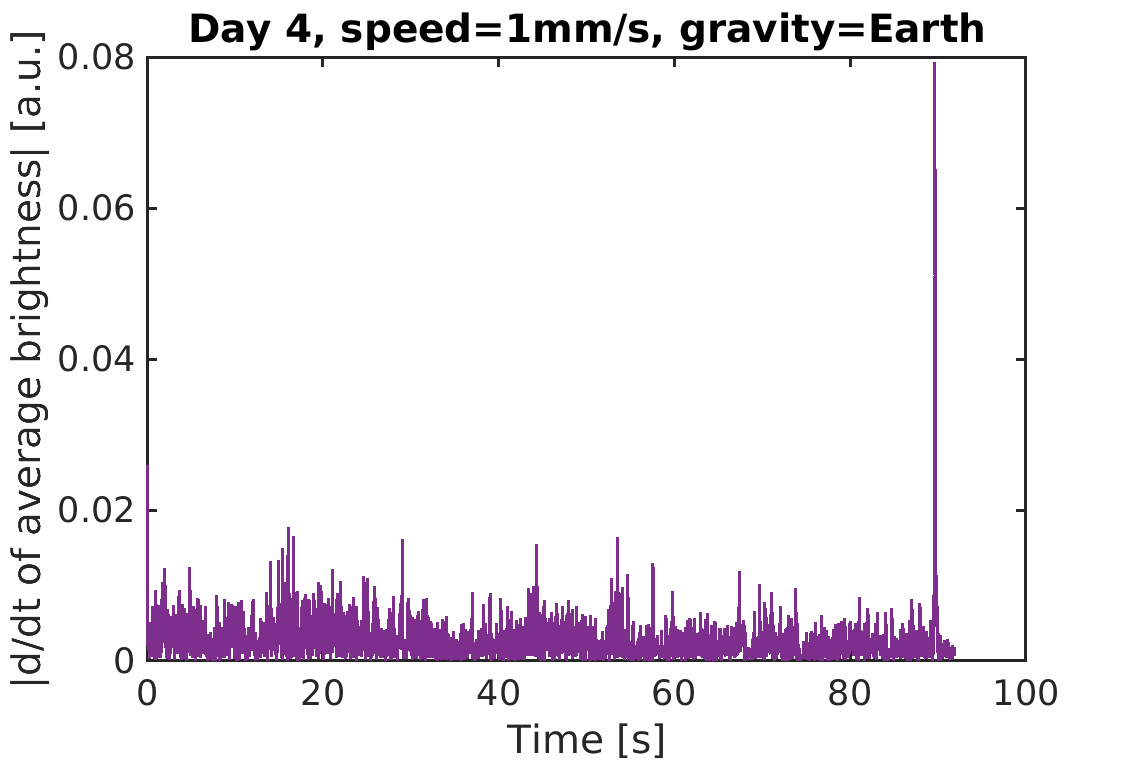 Day 4, speed=1mm/s, gravity=Earth
|d/dt of average brightness| [a.u.]
0.08
0.06
0.04
0.02
0
0 20 40 60 80 100
Time [s]